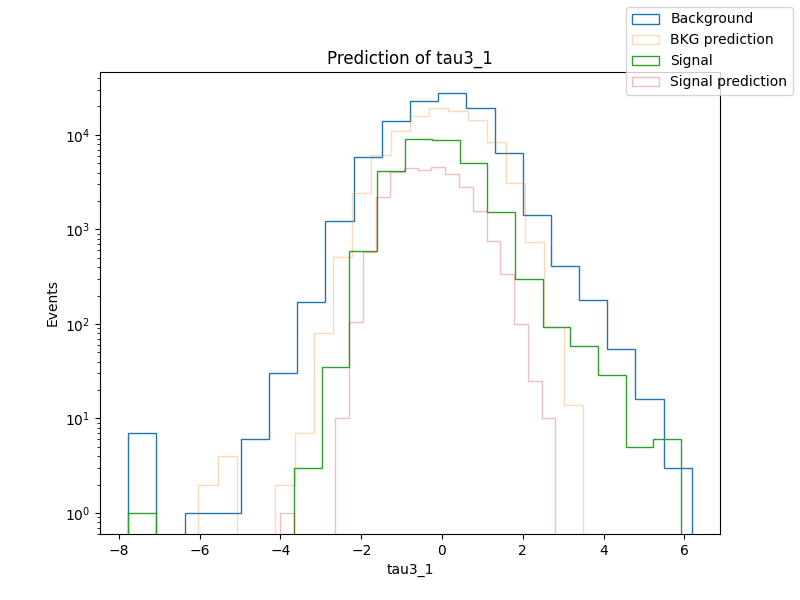 Prediction of tau3_1
Background
BKG prediction
Signal
Signal prediction
Events
10⁴
10³
10²
10¹
10⁰
−8
−6
−4
−2
0
2
4
6
tau3_1